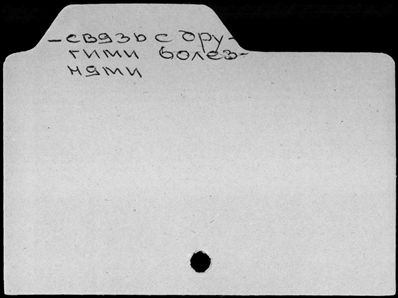 - связь с дру-
гими болез-
нями